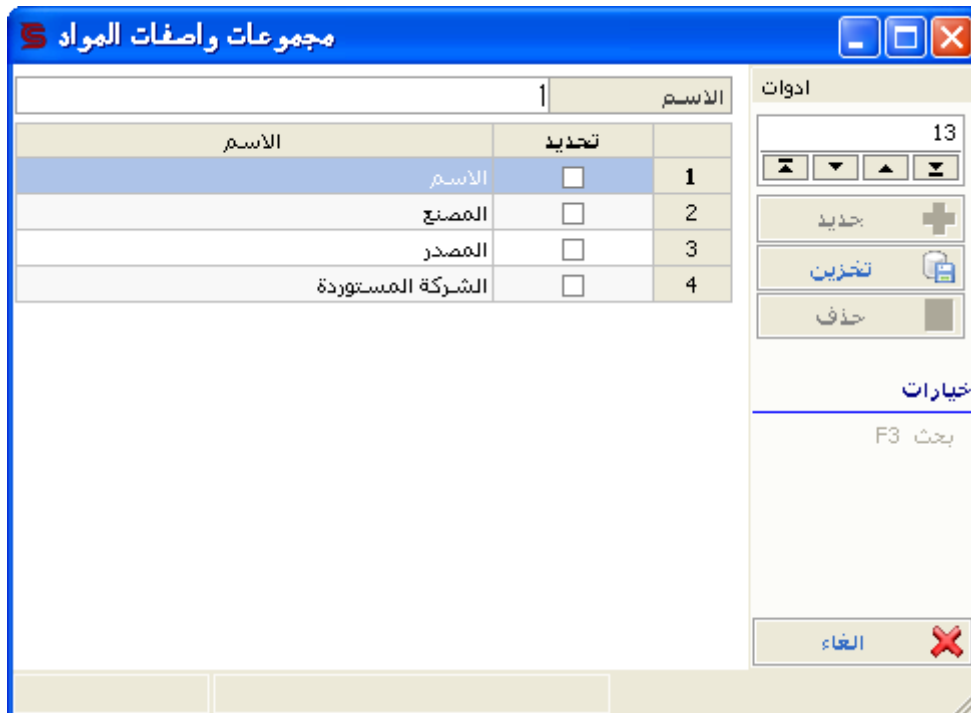 مجموعات واصفات المواد
ادوات
13
جديد
تخزين
حذف
خيارات
بحث F3
الغاء
الاسم 1
تحديد الاسم
1 الاسم
2 المصنع
3 المصدر
4 الشركة المستوردة